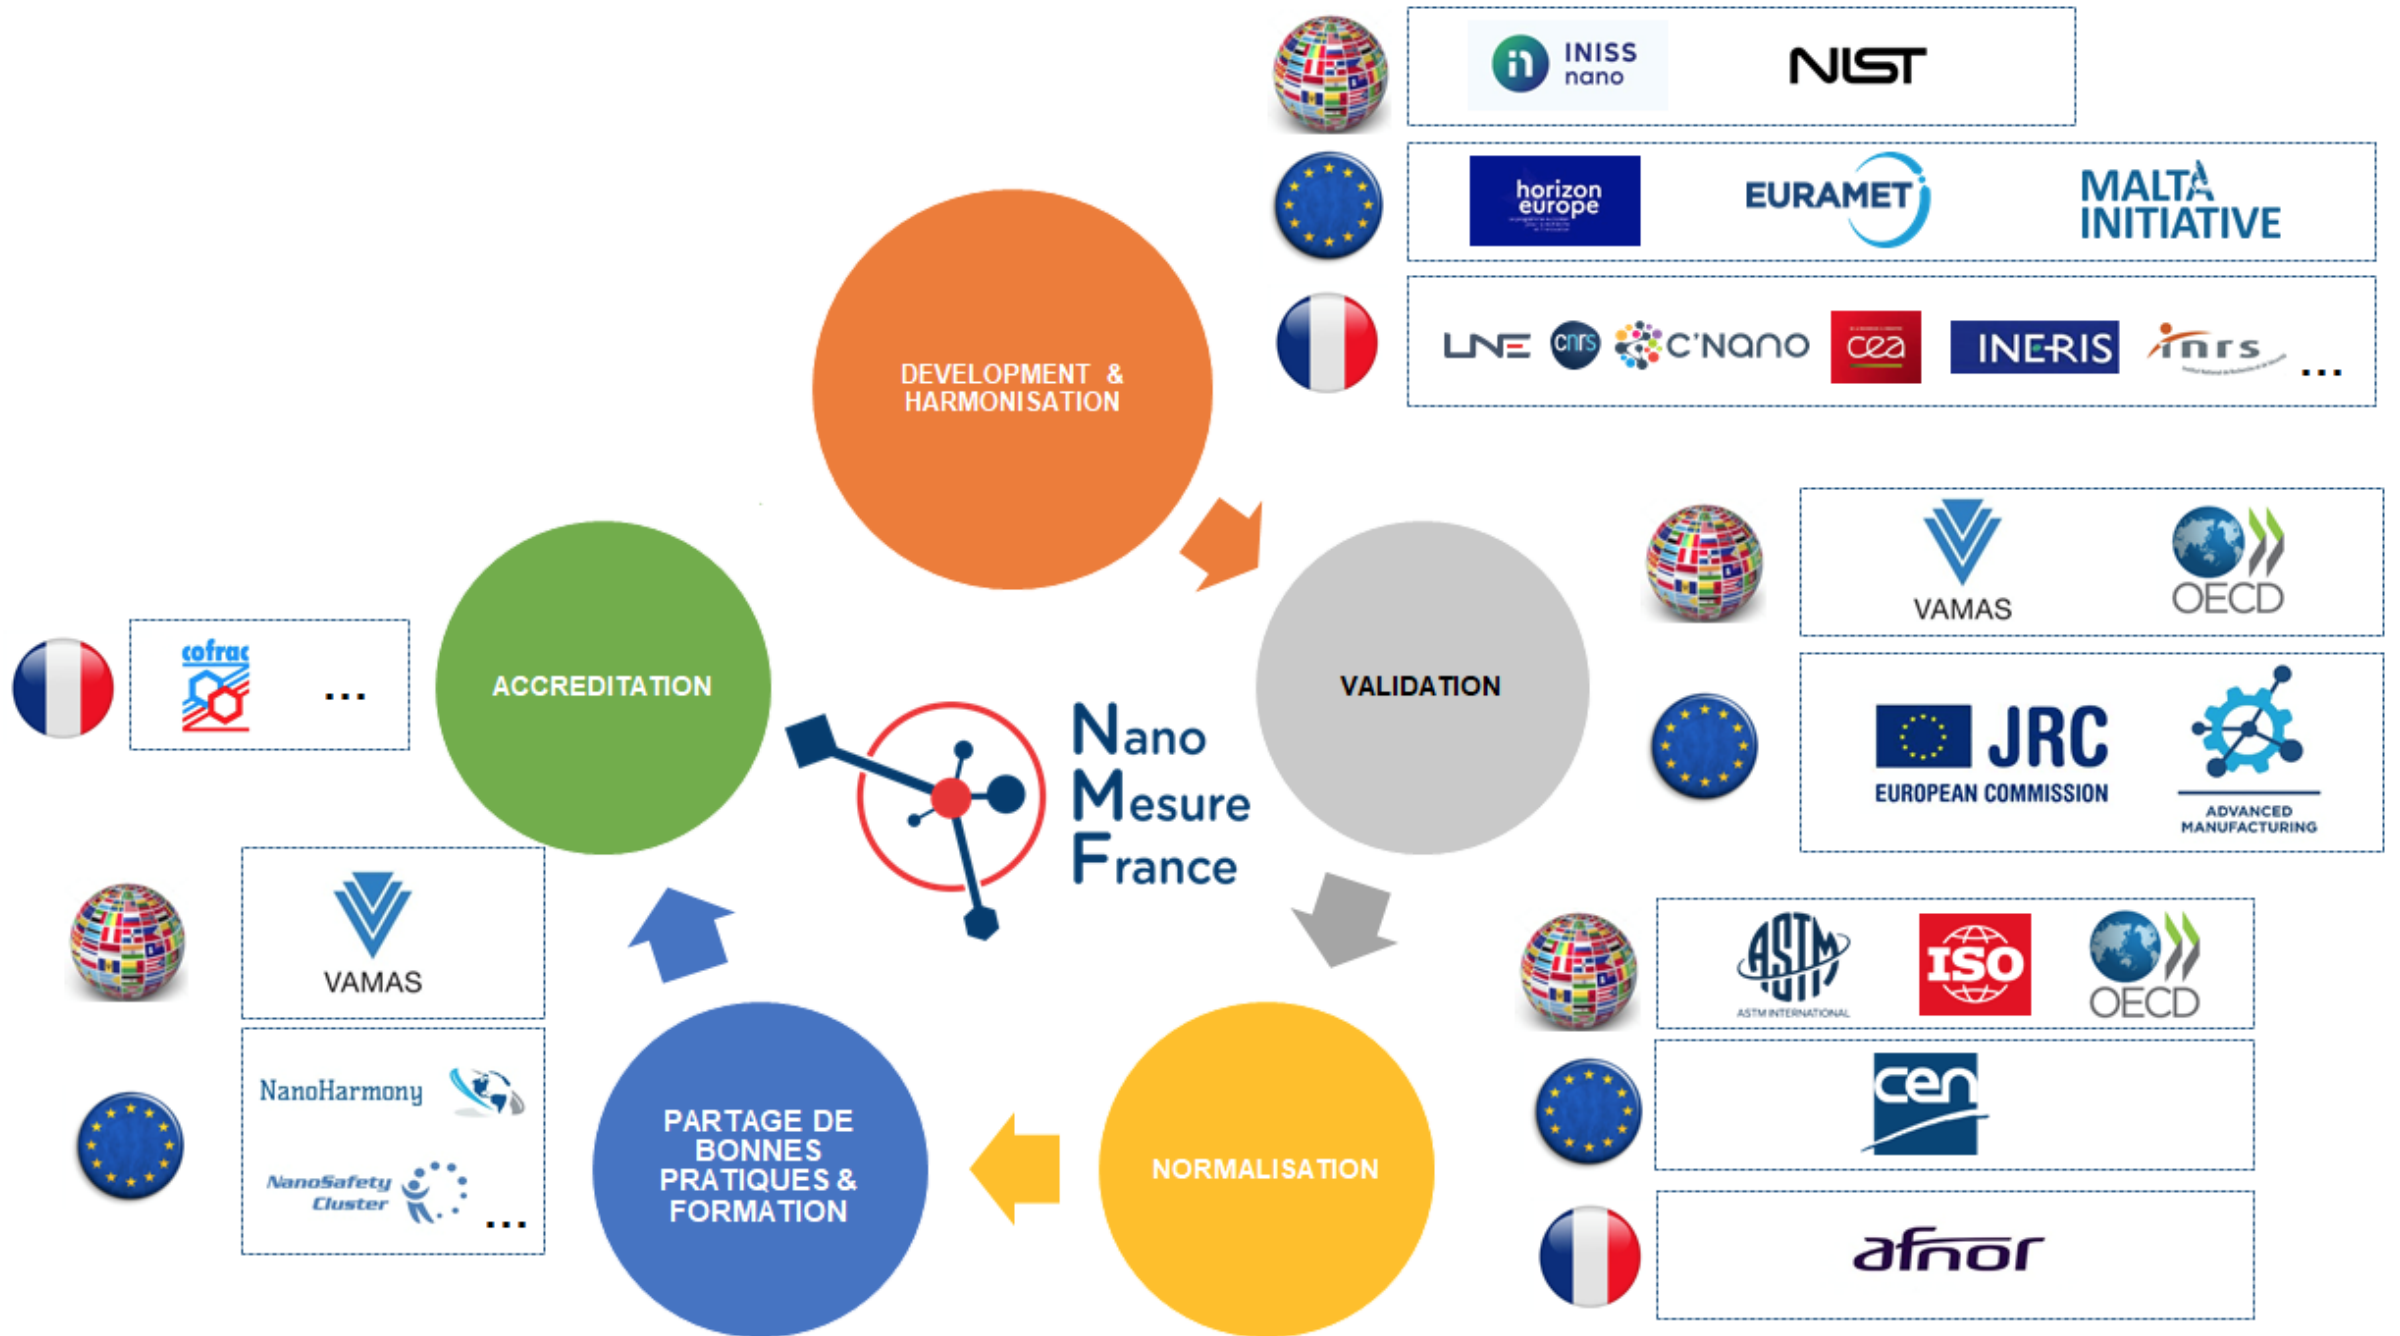 INISS
nano
NIST
horizon
europe
EURAMET
MALTA
INITIATIVE
LNE
cnrs
C'NANO
cea
INERIS
inrs
...
DEVELOPMENT &
HARMONISATION
VAMAS
OECD
JRC
EUROPEAN COMMISSION
ADVANCED
MANUFACTURING
VALIDATION
ACCREDITATION
cofrac
...
Nano
Mesure
France
VAMAS
NanoHarmony
NanoSafety
Cluster
...
PARTAGE DE
BONNES
PRATIQUES &
FORMATION
NORMALISATION
ASTM
ASTM INTERNATIONAL
ISO
OECD
cen
afnor